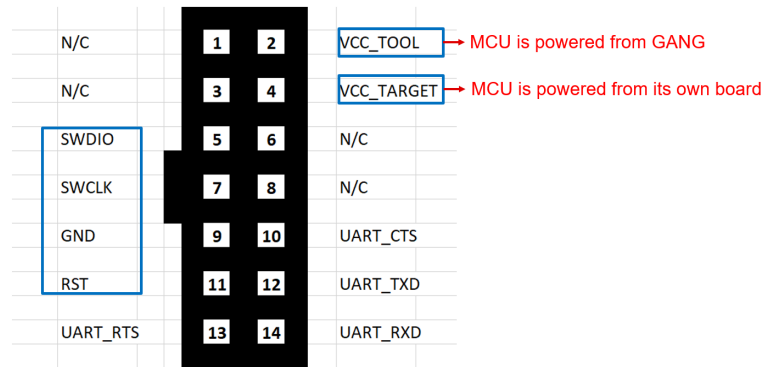 N/C 1 2 VCC_TOOL MCU is powered from GANG
N/C 3 4 VCC_TARGET MCU is powered from its own board
SWDIO 5 6 N/C
SWCLK 7 8 N/C
GND 9 10 UART_CTS
RST 11 12 UART_TXD
UART_RTS 13 14 UART_RXD